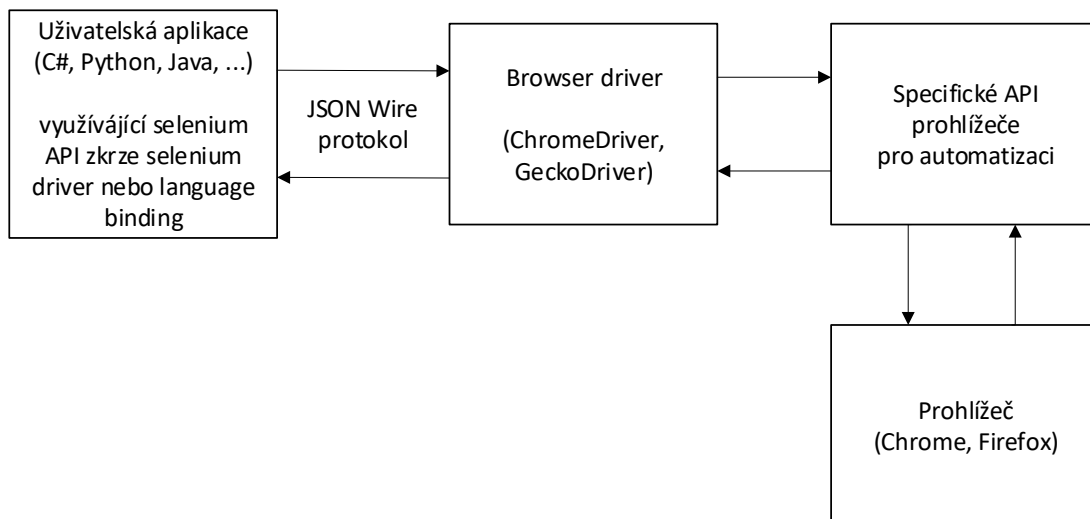 Uživatelská aplikace
(C#, Python, Java, ...)
využívájící selenium
API zkrze selenium
driver nebo language
binding
JSON Wire
protokol
Browser driver
(ChromeDriver,
GeckoDriver)
Specifické API
prohlížeče
pro automatizaci
Prohlížeč
(Chrome, Firefox)